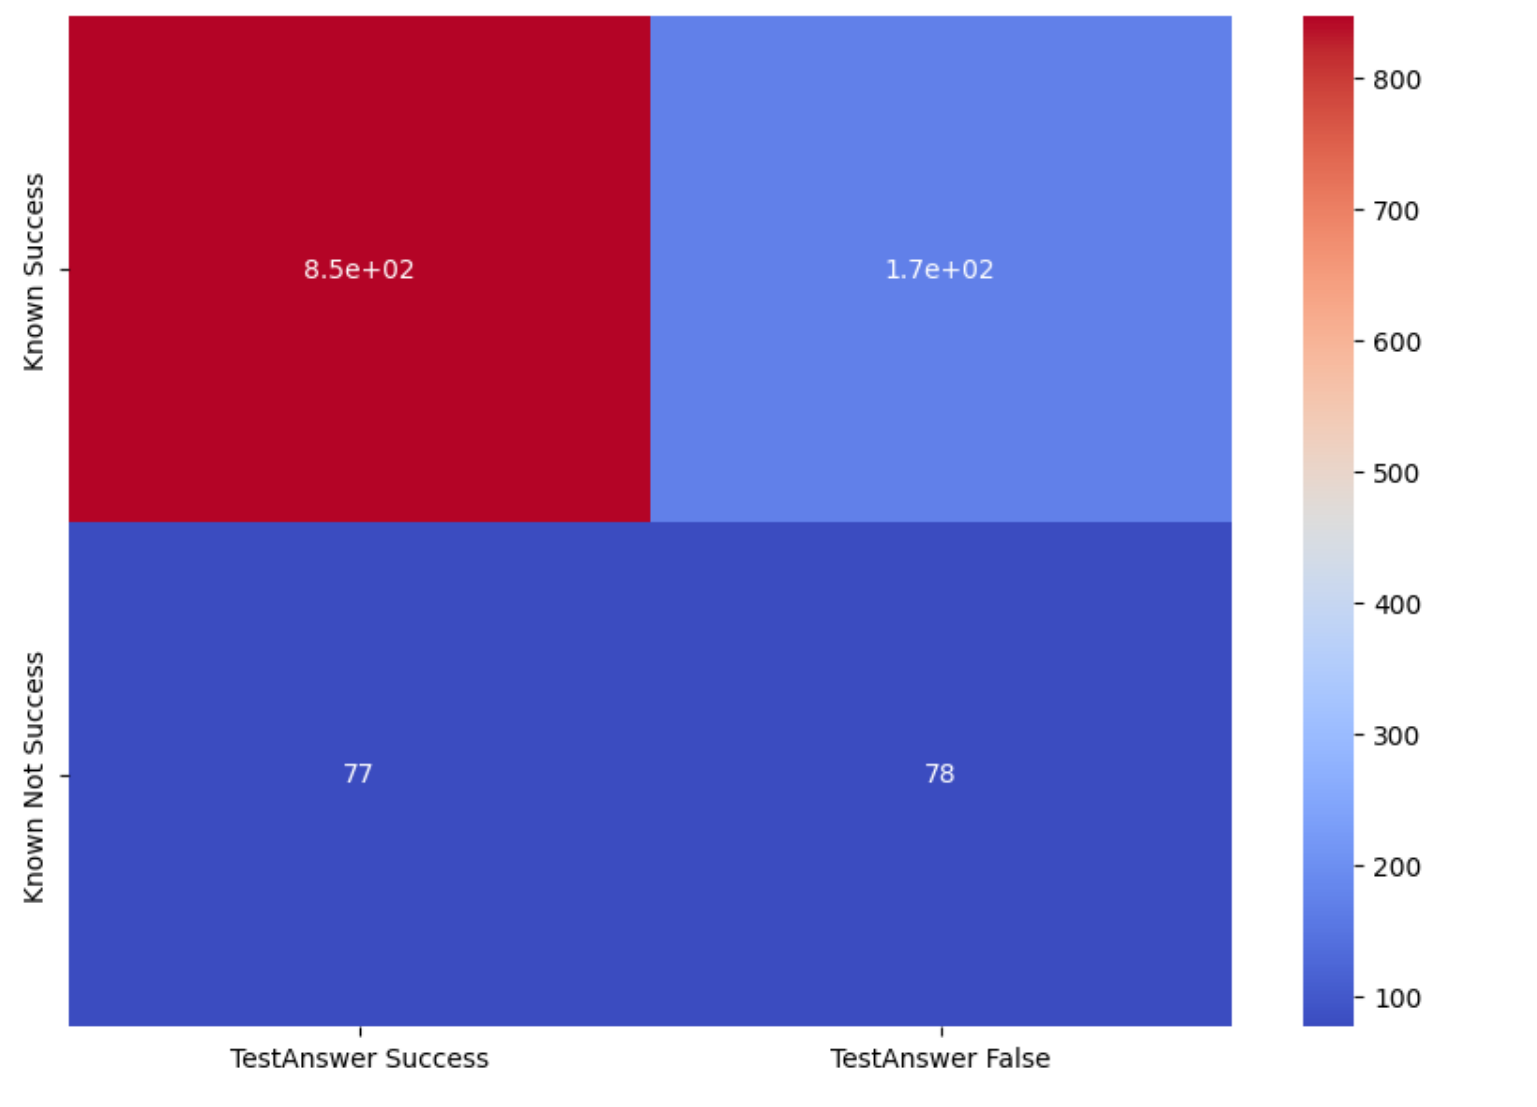 Known Success
8.5e+02
1.7e+02
Known Not Success
77
78
TestAnswer Success
TestAnswer False
800
700
600
500
400
300
200
100